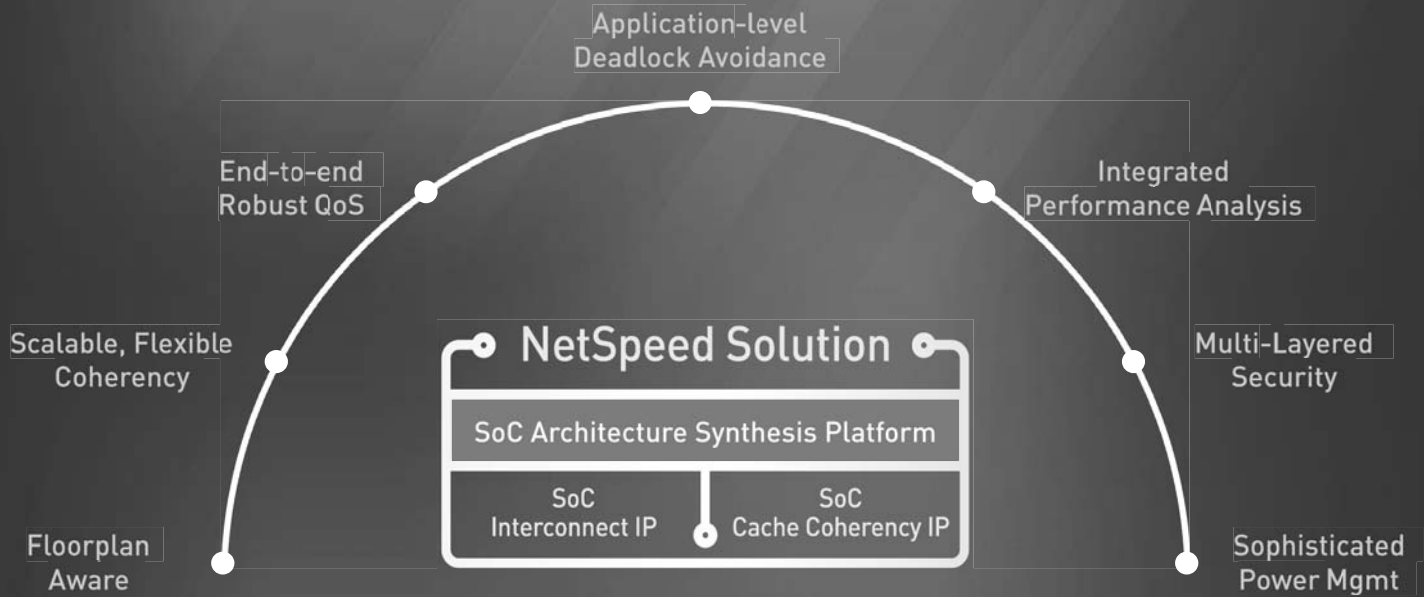 Application-level
Deadlock Avoidance
End-to-end
Robust QoS
Integrated
Performance Analysis
Scalable, Flexible
Coherency
NetSpeed Solution
Multi-Layered
Security
SoC Architecture Synthesis Platform
SoC
Interconnect IP
SoC
Cache Coherency IP
Floorplan
Aware
Sophisticated
Power Mgmt